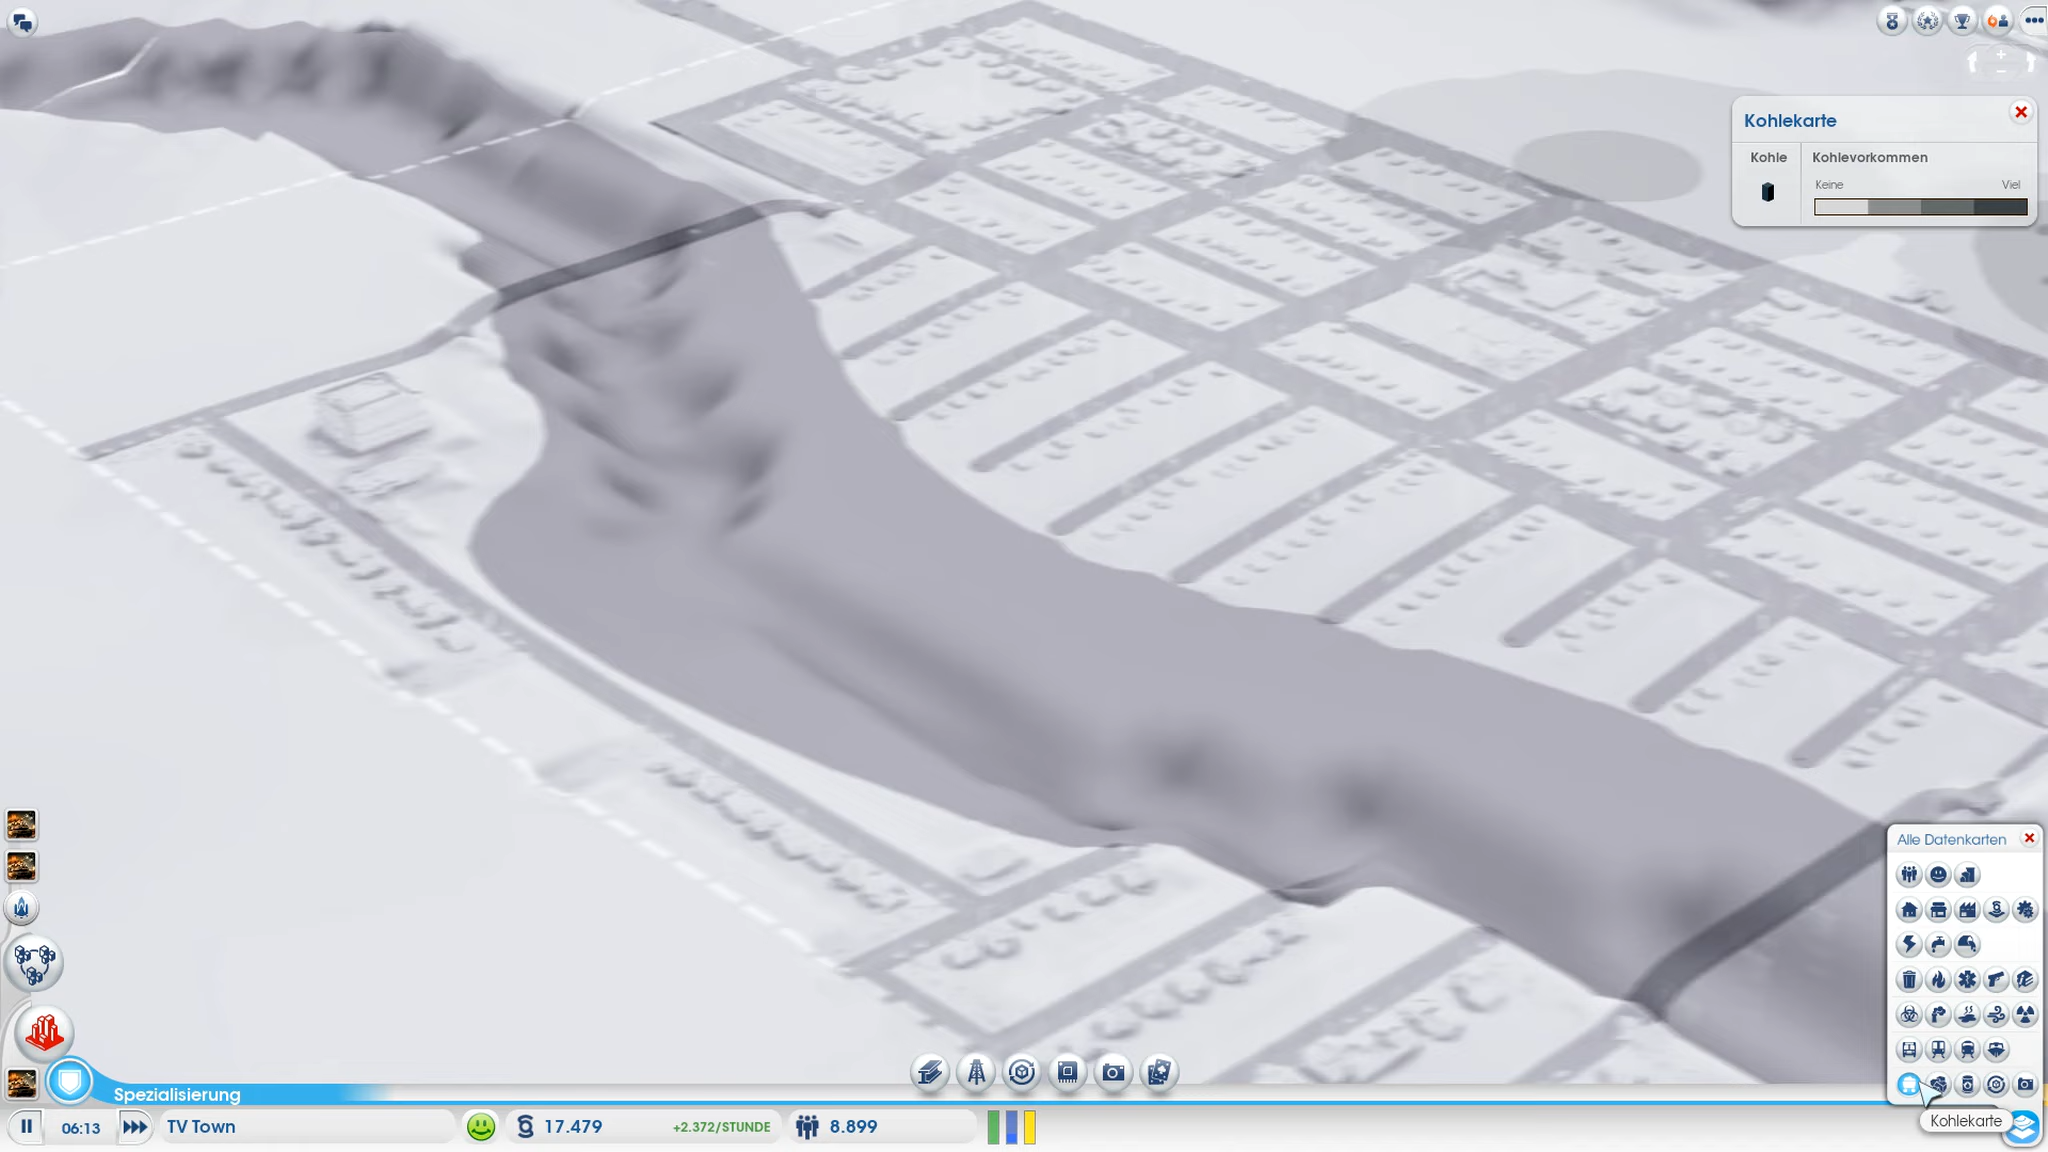 Kohlekarte
Kohle
Kohlevorkommen
Keine
Viel
Alle Datenkarten
Kohlekarte
Spezialisierung
06:13
TV Town
17.479
+2.372/STUNDE
8.899